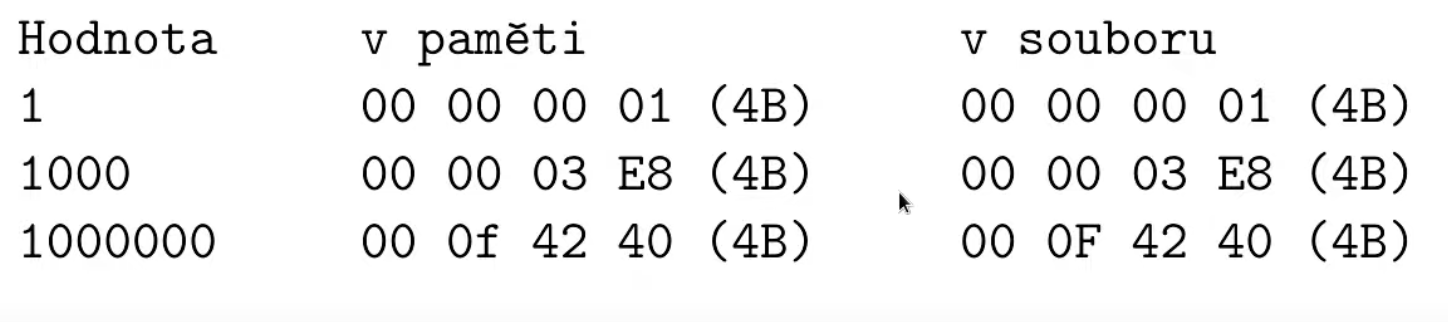 Hodnota v paměti v souboru
1 00 00 00 01 (4B) 00 00 00 01 (4B)
1000 00 00 03 E8 (4B) 00 00 03 E8 (4B)
1000000 00 0f 42 40 (4B) 00 0F 42 40 (4B)